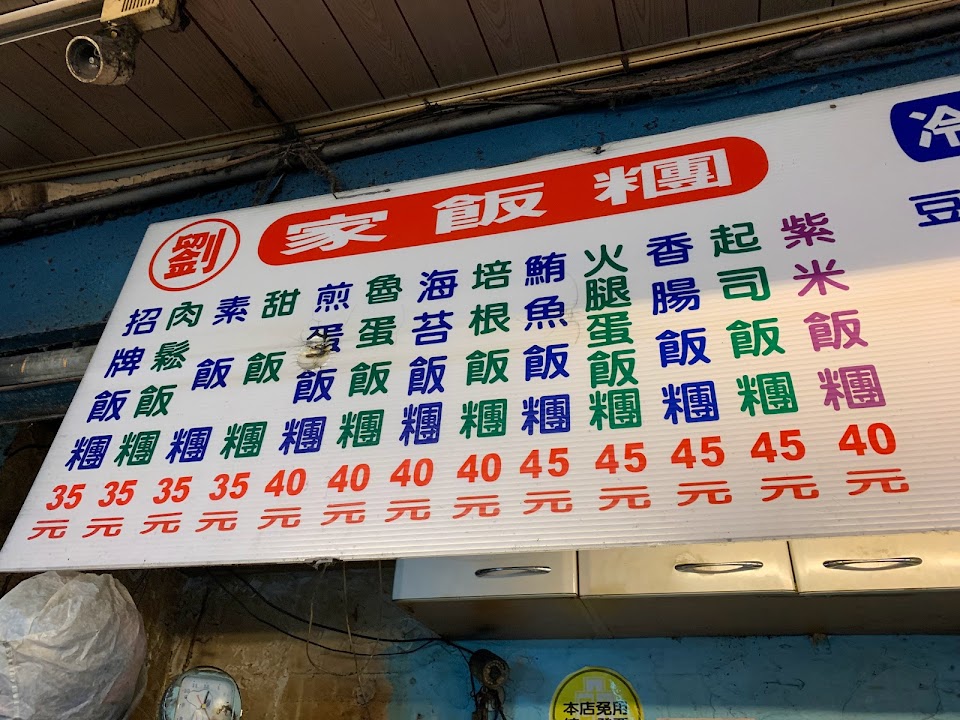 劉 家飯糰
招牌飯糰 35元
肉鬆飯糰 35元
素飯糰 35元
甜飯糰 35元
煎蛋飯糰 40元
魯蛋飯糰 40元
海苔飯糰 40元
培根飯糰 40元
鮪魚飯糰 45元
火腿蛋飯糰 45元
香腸飯糰 45元
起司飯糰 45元
紫米飯糰 40元
冷
豆
本店免用